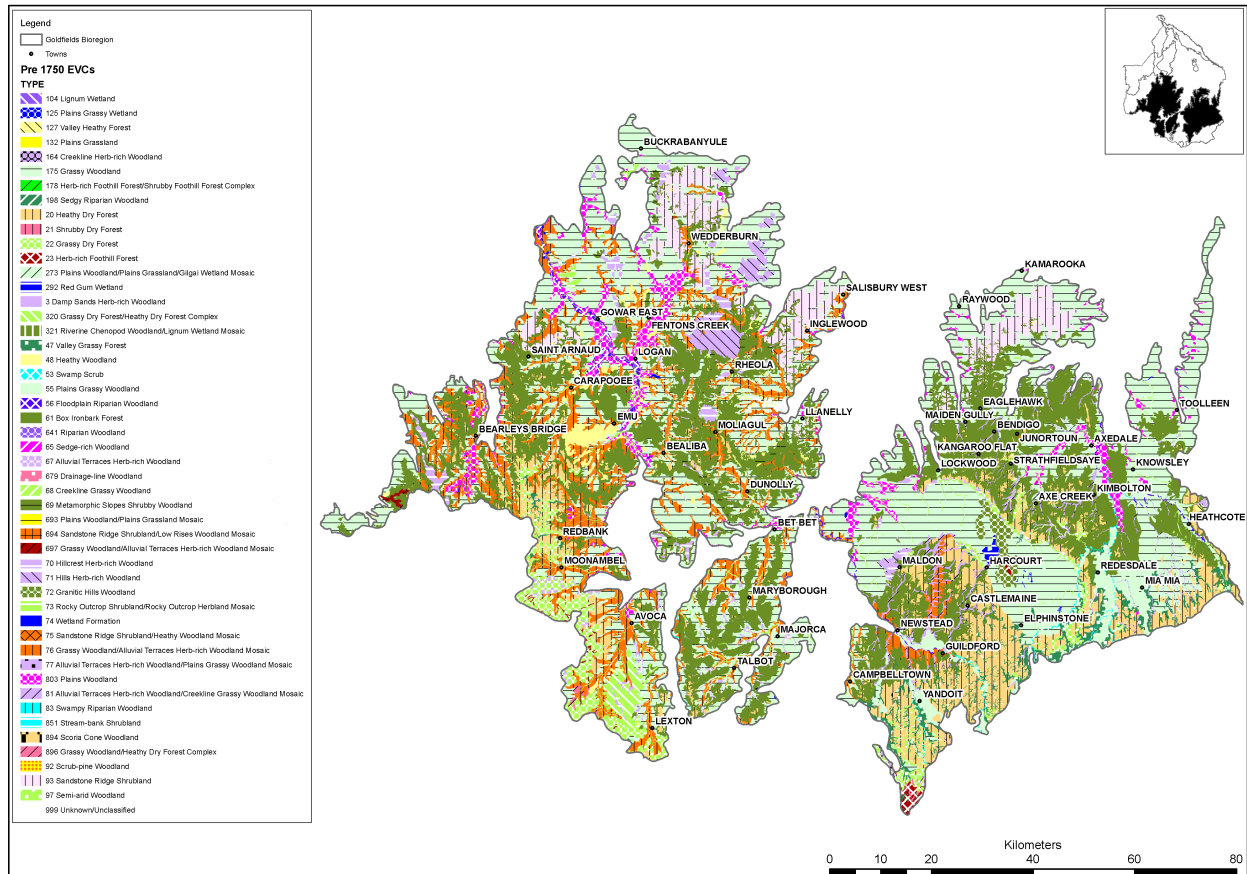 Legend
Goldfields Bioregion
Towns
Pre 1750 EVCs
TYPE
104 Lignum Wetland
125 Plains Grassy Wetland
127 Valley Heathy Forest
132 Plains Grassland
164 Creekline Herb-rich Woodland
175 Grassy Woodland
178 Herb-rich Foothill Forest/Shrubby Foothill Forest Complex
198 Sedgy Riparian Woodland
20 Heathy Dry Forest
21 Shrubby Dry Forest
22 Grassy Dry Forest
23 Herb-rich Foothill Forest
273 Plains Woodland/Plains Grassland/Gilgai Wetland Mosaic
292 Red Gum Wetland
3 Damp Sands Herb-rich Woodland
320 Grassy Dry Forest/Heathy Dry Forest Complex
321 Riverine Chenopod Woodland/Lignum Wetland Mosaic
47 Valley Grassy Forest
48 Heathy Woodland
53 Swamp Scrub
55 Plains Grassy Woodland
56 Floodplain Riparian Woodland
61 Box Ironbark Forest
641 Riparian Woodland
65 Sedge-rich Woodland
67 Alluvial Terraces Herb-rich Woodland
679 Drainage-line Woodland
68 Creekline Grassy Woodland
69 Metamorphic Slopes Shrubby Woodland
693 Plains Woodland/Plains Grassland Mosaic
694 Sandstone Ridge Shrubland/Low Rises Woodland Mosaic
697 Grassy Woodland/Alluvial Terraces Herb-rich Woodland Mosaic
70 Hillcrest Herb-rich Woodland
71 Hills Herb-rich Woodland
72 Granitic Hills Woodland
73 Rocky Outcrop Shrubland/Rocky Outcrop Herbland Mosaic
74 Wetland Formation
75 Sandstone Ridge Shrubland/Heathy Woodland Mosaic
76 Grassy Woodland/Alluvial Terraces Herb-rich Woodland Mosaic
77 Alluvial Terraces Herb-rich Woodland/Plains Grassy Woodland Mosaic
803 Plains Woodland
81 Alluvial Terraces Herb-rich Woodland/Creekline Grassy Woodland Mosaic
83 Swampy Riparian Woodland
851 Stream-bank Shrubland
894 Scoria Cone Woodland
896 Grassy Woodland/Heathy Dry Forest Complex
92 Scrub-pine Woodland
93 Sandstone Ridge Shrubland
97 Semi-arid Woodland
999 Unknown/Unclassified
BUCKRABANYULE
WEDDERBURN
KAMAROOKA
SALISBURY WEST
RAYWOOD
GOWAR EAST
FENTONS CREEK
INGLEWOOD
SAINT ARNAUD
LOGAN
RHEOLA
CARAPOOEE
EAGLEHAWK
TOOLLEEN
LLANELLY
MAIDEN GULLY
EMU
MOLIAGUL
BENDIGO
BEARLEYS BRIDGE
JUNORTOUN
AXEDALE
BEALIBA
KANGAROO FLAT
LOCKWOOD
STRATHFIELDSAYE
KNOWSLEY
DUNOLLY
AXE CREEK
KIMBOLTON
BET BET
HEATHCOTE
REDBANK
MOONAMBEL
MALDON
HARCOURT
REDESDALE
MIA MIA
MARYBOROUGH
CASTLEMAINE
AVOCA
MAJORCA
NEWSTEAD
ELPHINSTONE
GUILDFORD
TALBOT
CAMPBELLTOWN
YANDOIT
LEXTON
Kilometers
0 10 20 40 60 80